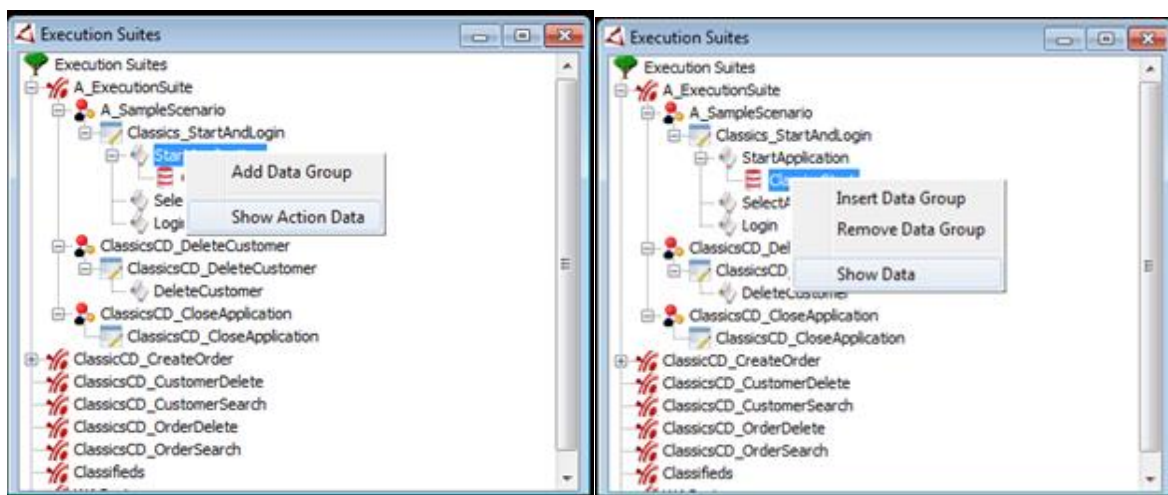 Execution Suites
Execution Suites
A_ExecutionSuite
A_SampleScenario
Classics_StartAndLogin
Add Data Group
Show Action Data
ClassicsCD_DeleteCustomer
ClassicsCD_DeleteCustomer
DeleteCustomer
ClassicsCD_CloseApplication
ClassicsCD_CloseApplication
ClassicCD_CreateOrder
ClassicsCD_CustomerDelete
ClassicsCD_CustomerSearch
ClassicsCD_OrderDelete
ClassicsCD_OrderSearch
Classifieds
Execution Suites
Execution Suites
A_ExecutionSuite
A_SampleScenario
Classics_StartAndLogin
StartApplication
Insert Data Group
Login
Remove Data Group
Show Data
DeleteCustomer
ClassicsCD_CloseApplication
ClassicsCD_CloseApplication
ClassicCD_CreateOrder
ClassicsCD_CustomerDelete
ClassicsCD_CustomerSearch
ClassicsCD_OrderDelete
ClassicsCD_OrderSearch
Classifieds